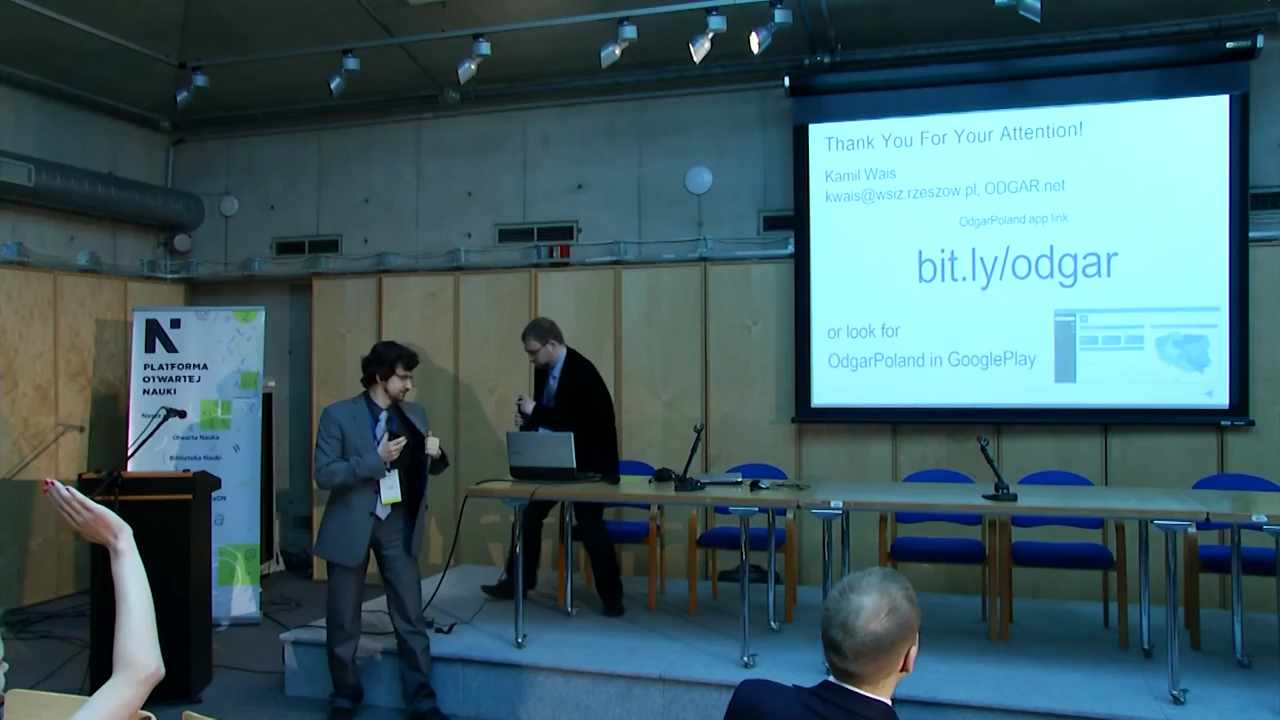 Thank You For Your Attention!
Kamil Wais
kwais@wsiz.rzeszow.pl, ODGAR.net
OdgarPoland app link
bit.ly/odgar
or look for
OdgarPoland in GooglePlay
N
PLATFORMA
OTWARTEJ
NAUKI
Otwarta Nauka
Biblioteka Nauki